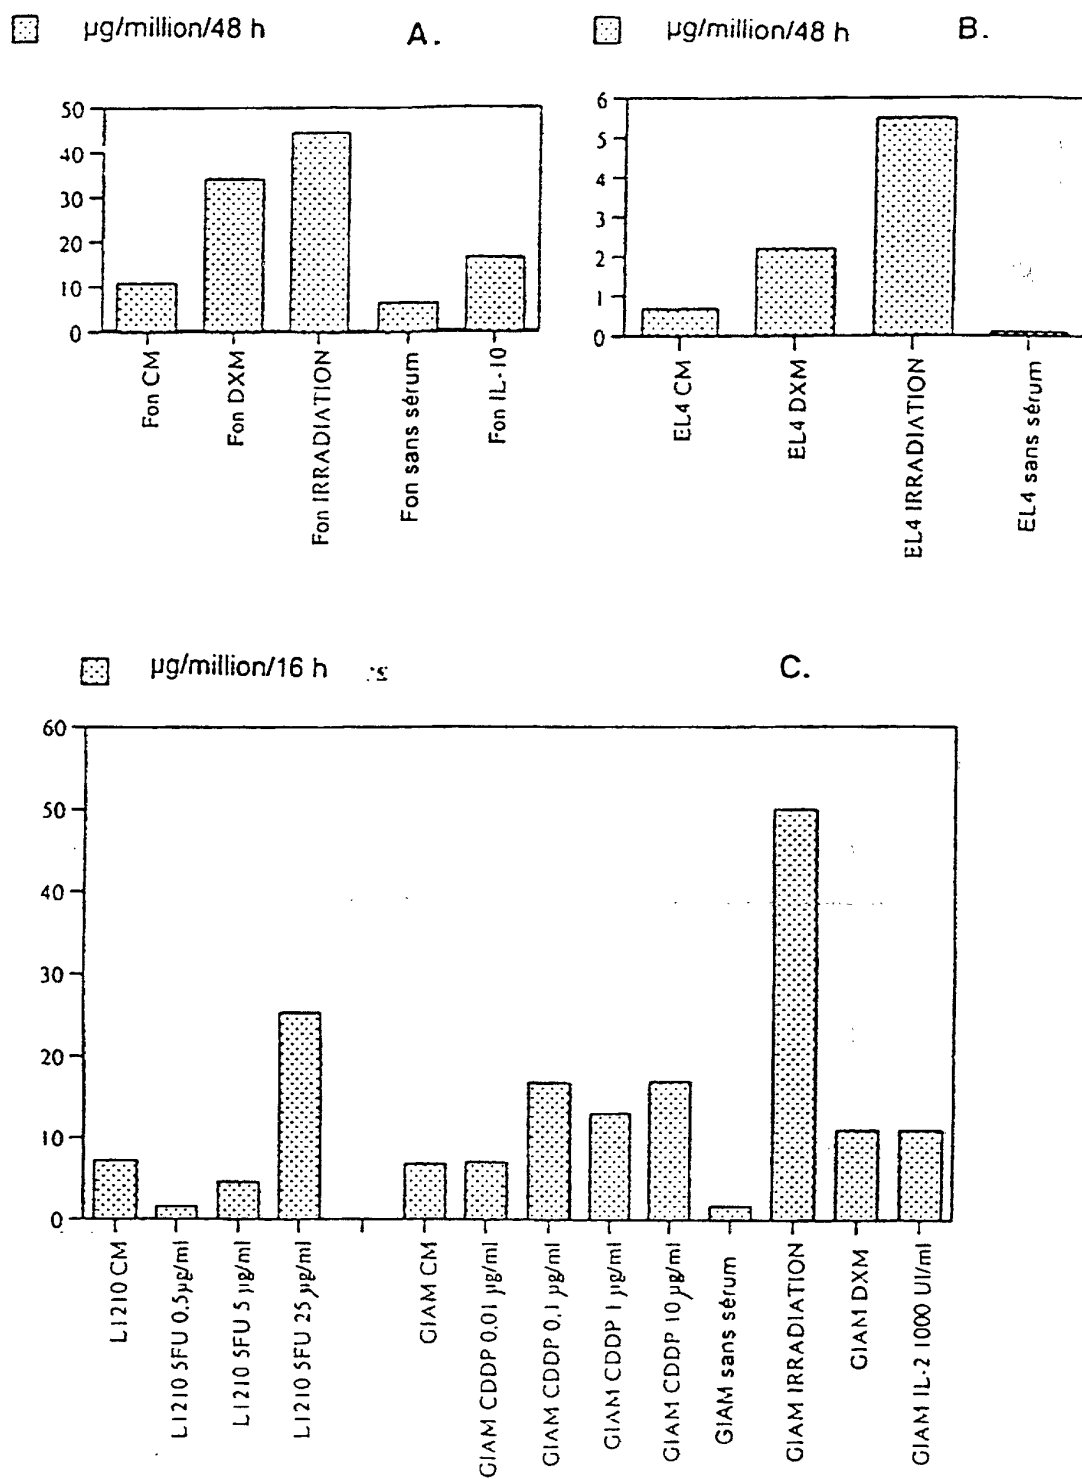 µg/million/48 h
A.
50
40
30
20
10
0
Fon CM
Fon DXM
Fon IRRADIATION
Fon sans sérum
Fon IL-10
µg/million/48 h
B.
6
5
4
3
2
1
0
EL4 CM
EL4 DXM
EL4 IRRADIATION
EL4 sans sérum
µg/million/16 h
C.
60
50
40
30
20
10
0
L1210 CM
L1210 5FU 0.5µg/ml
L1210 5FU 5 µg/ml
L1210 5FU 25 µg/ml
GIAM CM
GIAM CDDP 0.01 µg/ml
GIAM CDDP 0.1 µg/ml
GIAM CDDP 1 µg/ml
GIAM CDDP 10 µg/ml
GIAM sans sérum
GIAM IRRADIATION
GIAM DXM
GIAM IL-2 1000 UI/ml